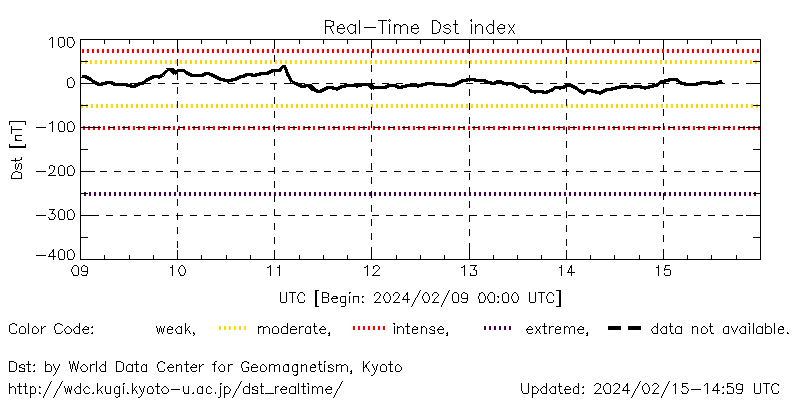 Real-Time Dst index
100
0
-100
-200
-300
-400
Dst [nT]
09 10 11 12 13 14 15
UTC [Begin: 2024/02/09 00:00 UTC]
Color Code: weak, moderate, intense, extreme, data not available.
Dst: by World Data Center for Geomagnetism, Kyoto
http://wdc.kugi.kyoto-u.ac.jp/dst_realtime/ Updated: 2024/02/15-14:59 UTC